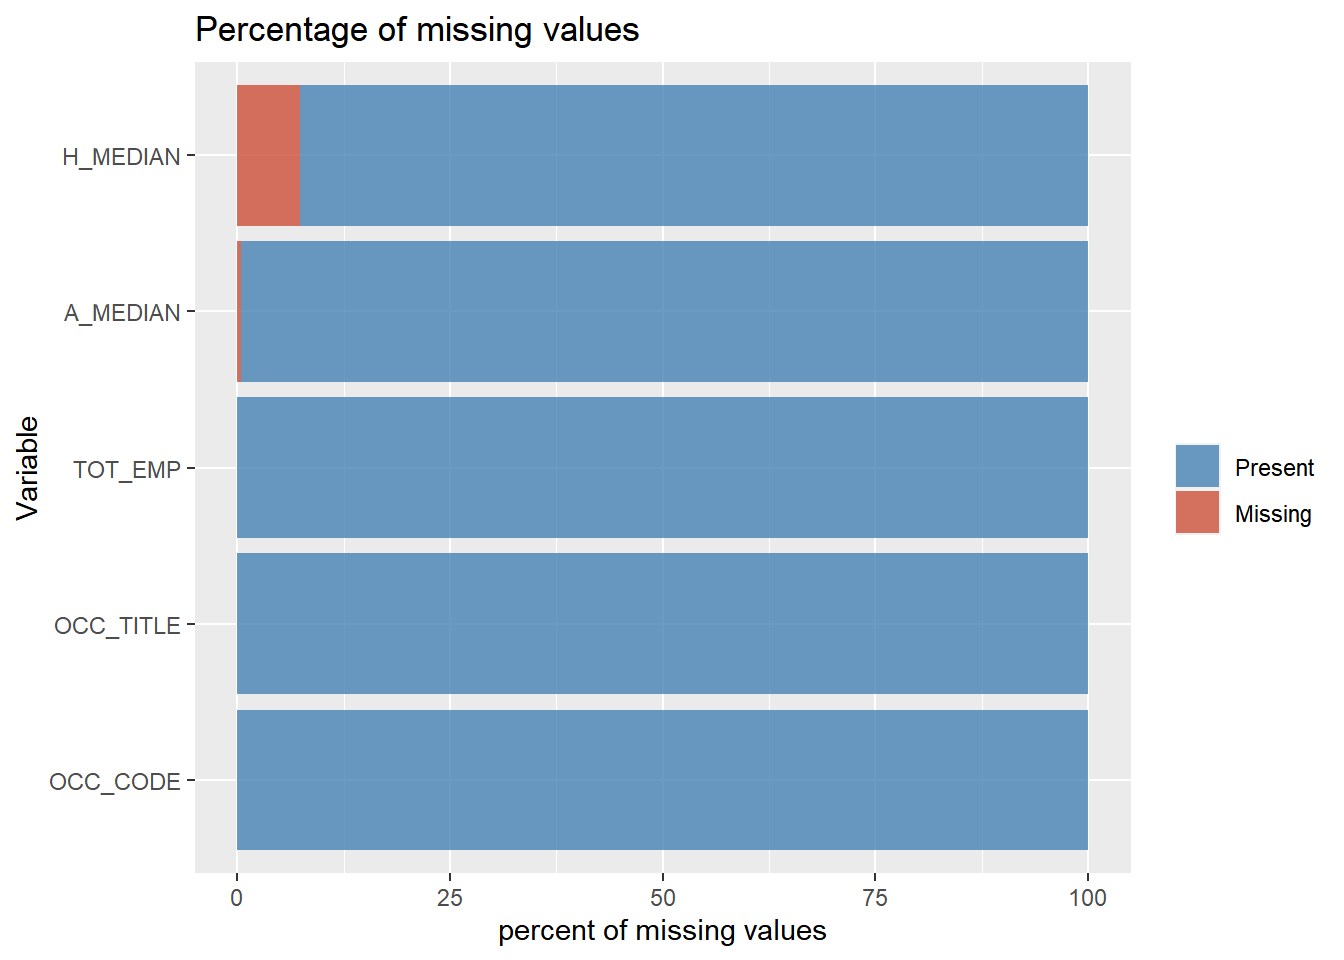 Percentage of missing values
H_MEDIAN
A_MEDIAN
TOT_EMP
OCC_TITLE
OCC_CODE
Variable
0 25 50 75 100
percent of missing values
Present
Missing